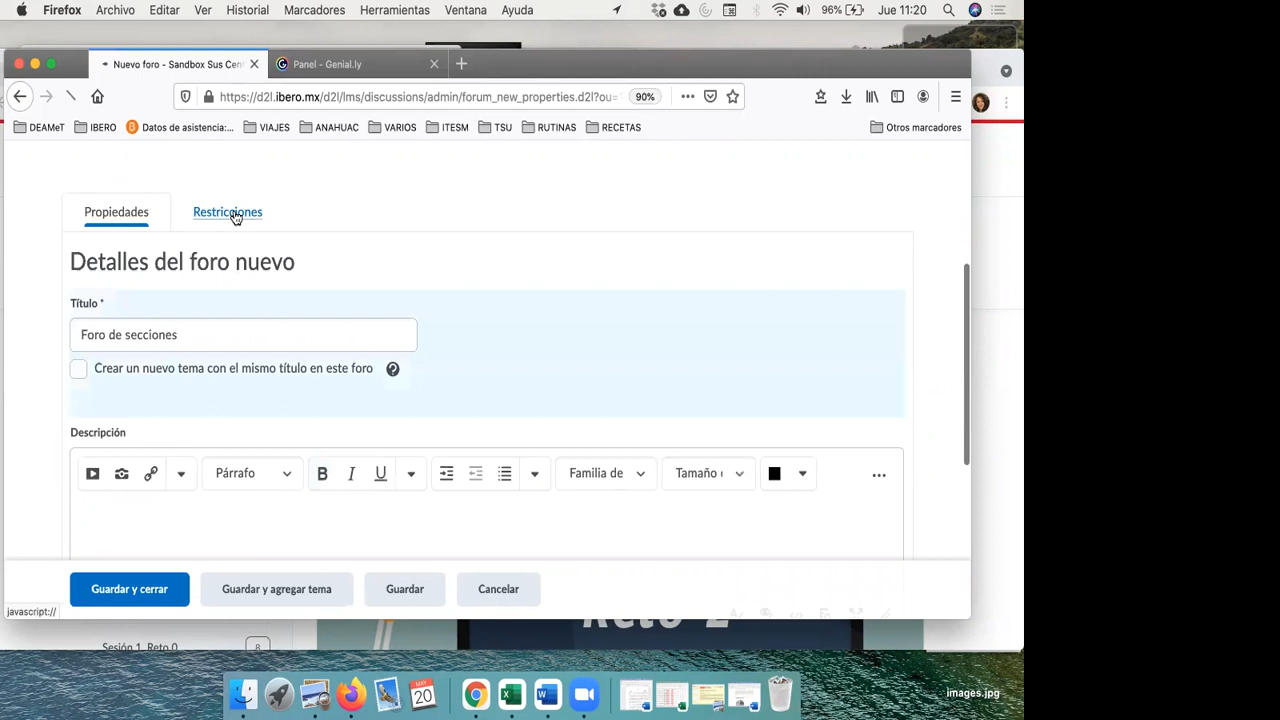 Firefox Archivo Editar Ver Historial Marcadores Herramientas Ventana Ayuda 96% Jue 11:20
Nuevo foro - Sandbox Sus Cen Panel - Genial.ly
https://d2l.ibero.mx/d2l/lms/discussions/admin/forum_new_properties.d2l?ou= 90%
DEAMeT IBERO Datos de asistencia:... VIAJES ANAHUAC VARIOS ITESM TSU RUTINAS RECETAS Otros marcadores
Propiedades Restricciones
Detalles del foro nuevo
Título *
Foro de secciones
Crear un nuevo tema con el mismo título en este foro
Descripción
Párrafo B I U Familia de Tamaño
Guardar y cerrar Guardar y agregar tema Guardar Cancelar
javascript://
Reto 2
Sesión 1. Reto 0 8
MAY
20
images.jpg